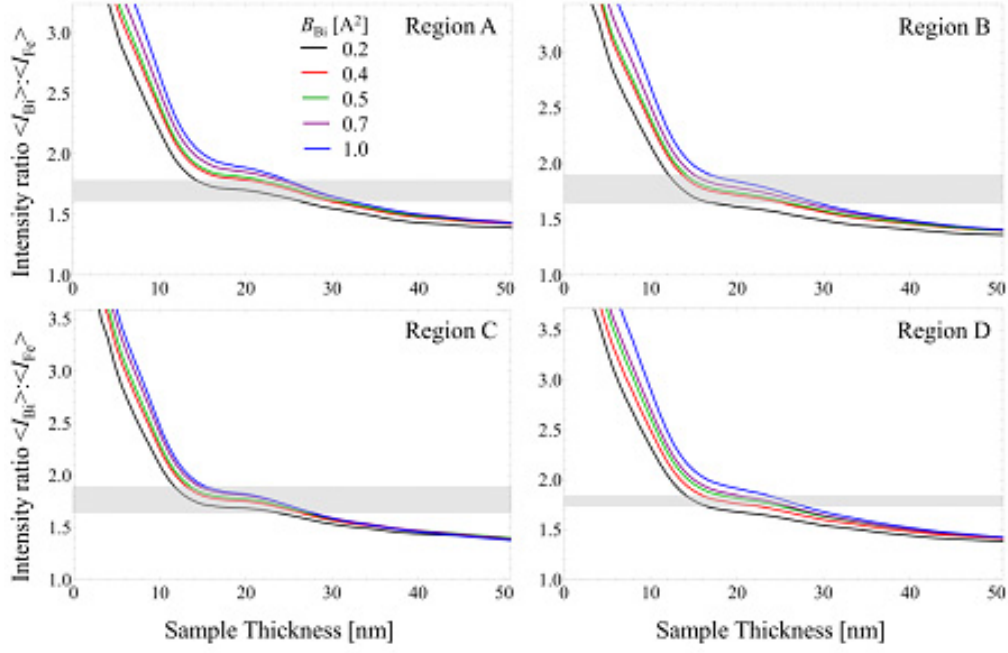 Intensity ratio <I_Bi>:<I_Fe>
3.0
2.5
2.0
1.5
1.0
B_Bi [A²]
0.2
0.4
0.5
0.7
1.0
Region A
0 10 20 30 40 50
3.0
2.5
2.0
1.5
1.0
Region B
0 10 20 30 40 50
Intensity ratio <I_Bi>:<I_Fe>
3.5
3.0
2.5
2.0
1.5
1.0
Region C
0 10 20 30 40 50
Sample Thickness [nm]
3.5
3.0
2.5
2.0
1.5
1.0
Region D
0 10 20 30 40 50
Sample Thickness [nm]